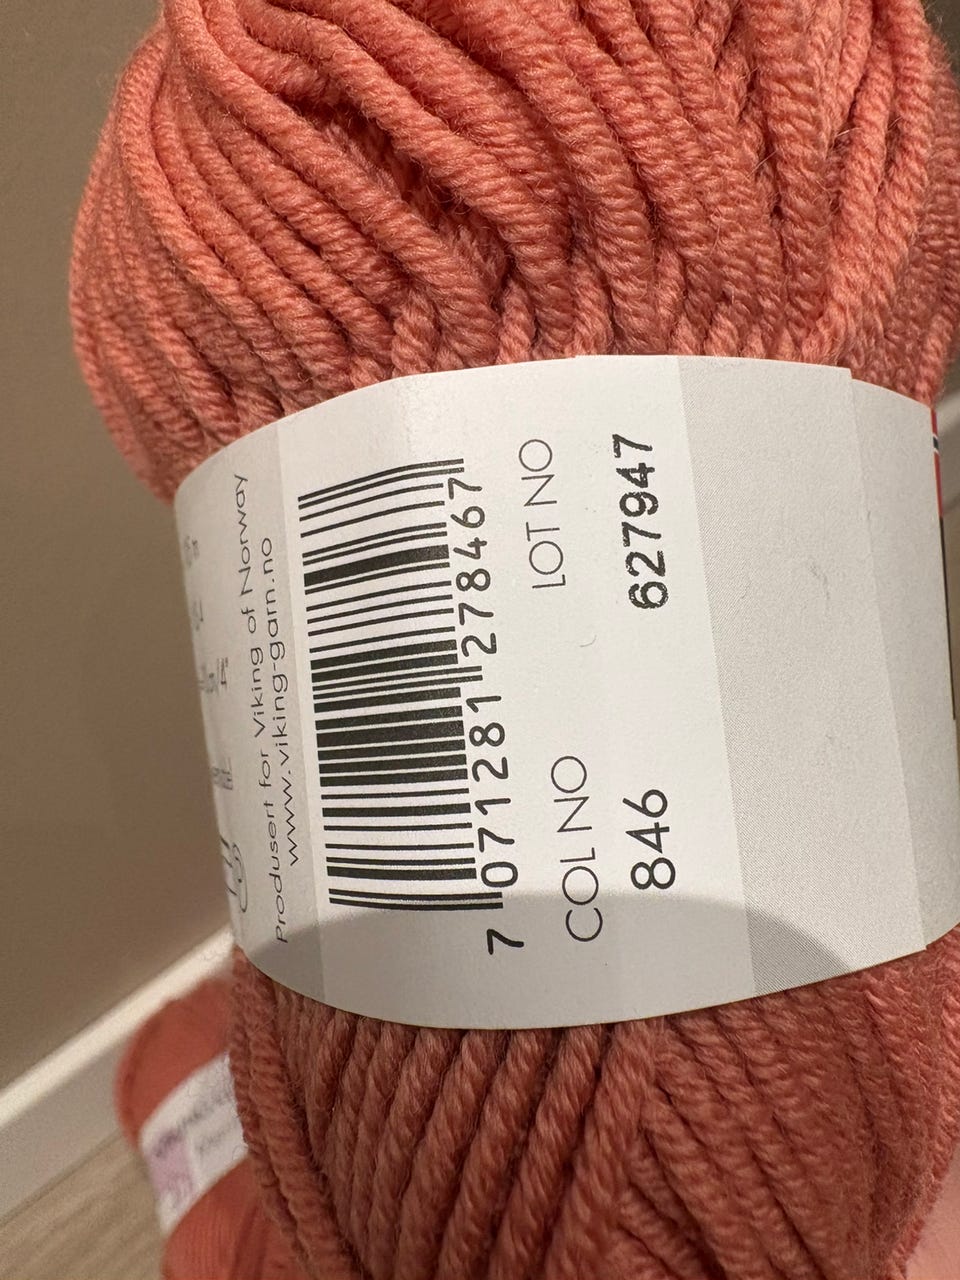 Produsert for Viking of Norway
www.viking-garn.no
7 071281 278467
COL NO LOT NO
846 627947